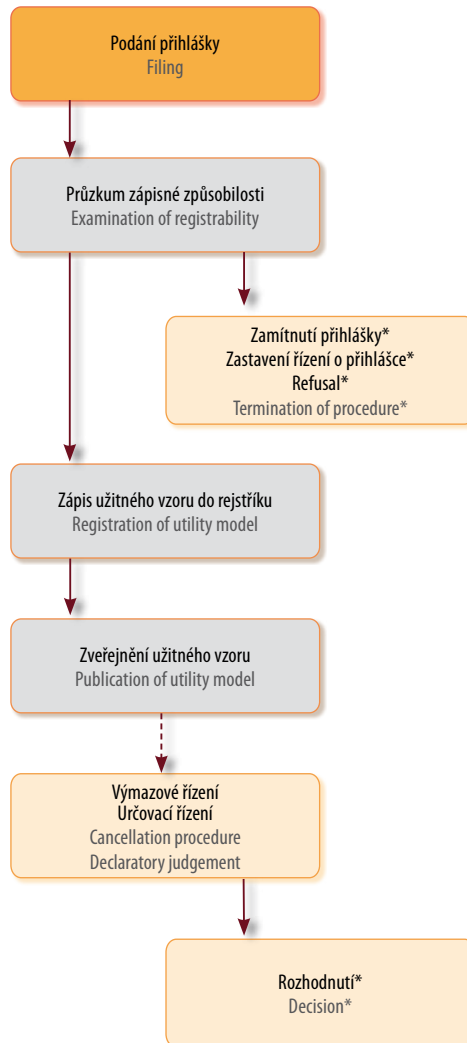 Podání přihlášky
Filing
Průzkum zápisné způsobilosti
Examination of registrability
Zamítnutí přihlášky*
Zastavení řízení o přihlášce*
Refusal*
Termination of procedure*
Zápis užitného vzoru do rejstříku
Registration of utility model
Zveřejnění užitného vzoru
Publication of utility model
Výmazové řízení
Určovací řízení
Cancellation procedure
Declaratory judgement
Rozhodnutí*
Decision*